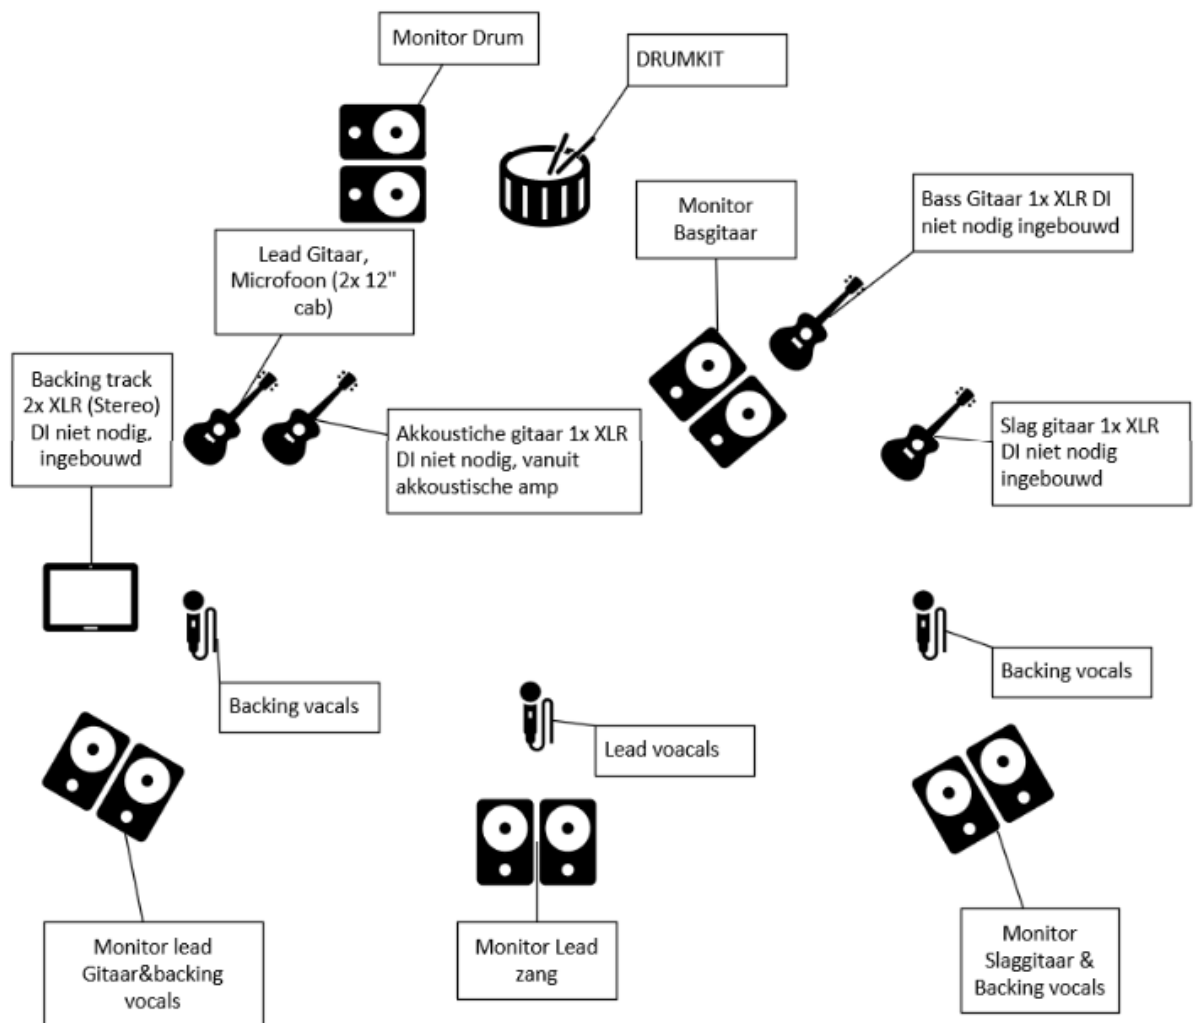 Monitor Drum
DRUMKIT
Monitor
Basgitaar
Bass Gitaar 1x XLR DI
niet nodig ingebouwd
Lead Gitaar,
Microfoon (2x 12"
cab)
Backing track
2x XLR (Stereo)
DI niet nodig,
ingebouwd
Akkoustiche gitaar 1x XLR
DI niet nodig, vanuit
akkoustische amp
Slag gitaar 1x XLR
DI niet nodig
ingebouwd
Backing vacals
Lead voacals
Backing vocals
Monitor lead
Gitaar&backing
vocals
Monitor Lead
zang
Monitor
Slaggitaar &
Backing vocals